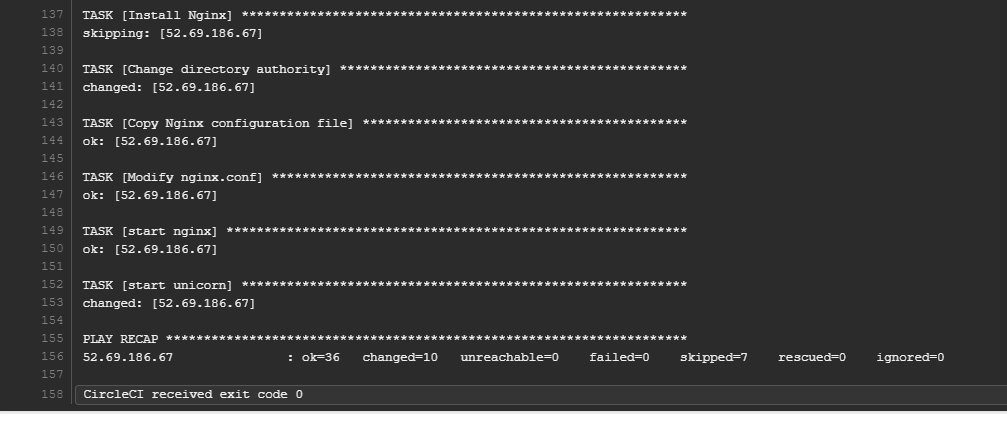 137 TASK [Install Nginx] ***********************************************************
138 skipping: [52.69.186.67]
139
140 TASK [Change directory authority] **********************************************
141 changed: [52.69.186.67]
142
143 TASK [Copy Nginx configuration file] *******************************************
144 ok: [52.69.186.67]
145
146 TASK [Modify nginx.conf] *******************************************************
147 ok: [52.69.186.67]
148
149 TASK [start nginx] *************************************************************
150 ok: [52.69.186.67]
151
152 TASK [start unicorn] ***********************************************************
153 changed: [52.69.186.67]
154
155 PLAY RECAP *********************************************************************
156 52.69.186.67 : ok=36 changed=10 unreachable=0 failed=0 skipped=7 rescued=0 ignored=0
157
158 CircleCI received exit code 0